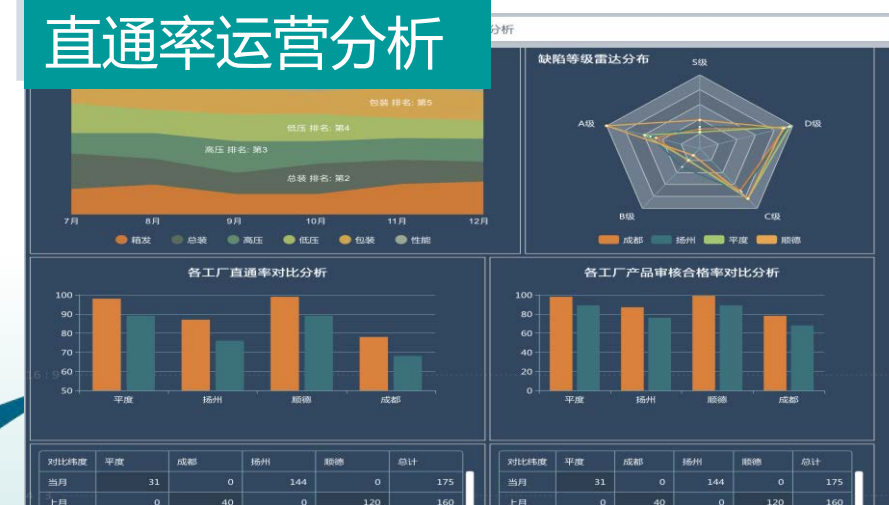 直通率运营分析
分析
包装 排名: 第5
低压 排名: 第4
高压 排名: 第3
总装 排名: 第2
7月 8月 9月 10月 11月 12月
箱发 总装 高压 低压 包装 性能
缺陷等级雷达分布
S级
A级 D级
B级 C级
成都 扬州 平度 顺德
各工厂直通率对比分析
100
90
80
70
60
50
平度 扬州 顺德 成都
各工厂产品审核合格率对比分析
100
80
60
40
20
0
平度 扬州 顺德 成都
对比纬度 平度 成都 扬州 顺德 总计
当月 31 0 144 0 175
上月 0 40 0 120 160
对比纬度 平度 成都 扬州 顺德 总计
当月 31 0 144 0 175
上月 0 40 0 120 160